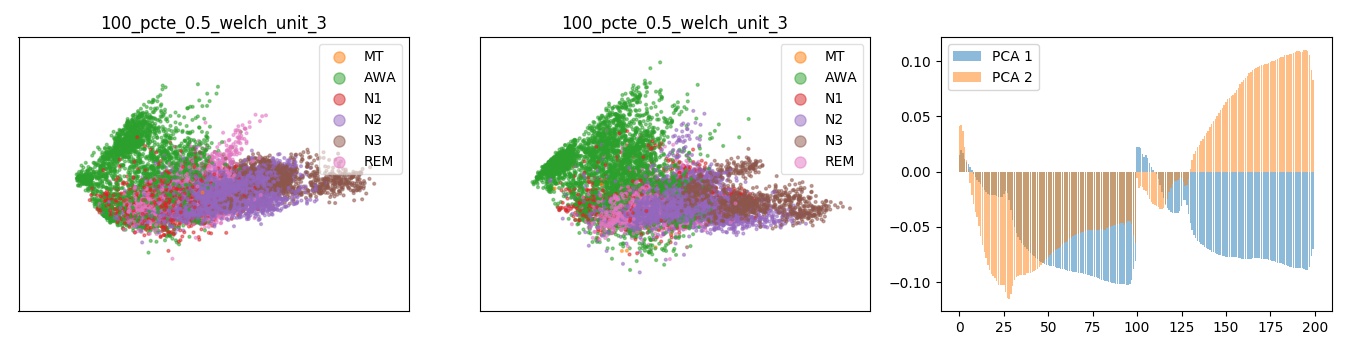 100_pcte_0.5_welch_unit_3
MT
AWA
N1
N2
N3
REM
100_pcte_0.5_welch_unit_3
MT
AWA
N1
N2
N3
REM
PCA 1
PCA 2
0.10
0.05
0.00
−0.05
−0.10
0 25 50 75 100 125 150 175 200